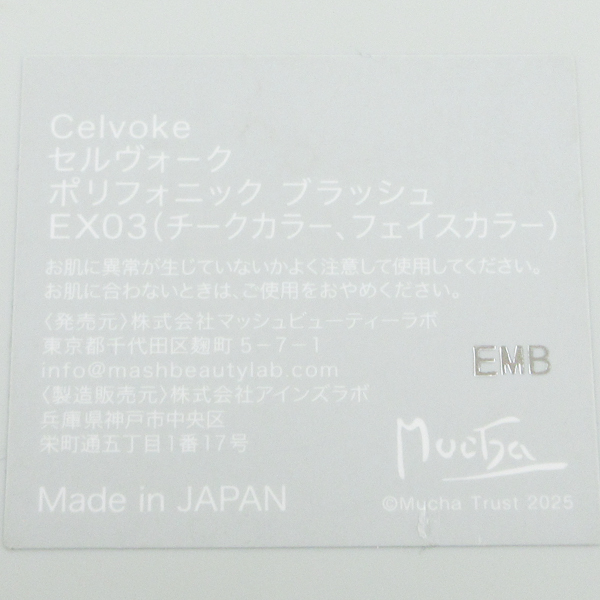 Celvoke
セルヴォーク
ポリフォニック ブラッシュ
EX03(チークカラー、フェイスカラー)
お肌に異常が生じていないかよく注意して使用してください。
お肌に合わないときは、ご使用をおやめください。
〈発売元〉株式会社マッシュビューティーラボ
東京都千代田区麹町5-7-1
info@mashbeautylab.com
〈製造販売元〉株式会社アインズラボ
兵庫県神戸市中央区
栄町通五丁目1番17号
EMB
Mucha
Made in JAPAN
©Mucha Trust 2025